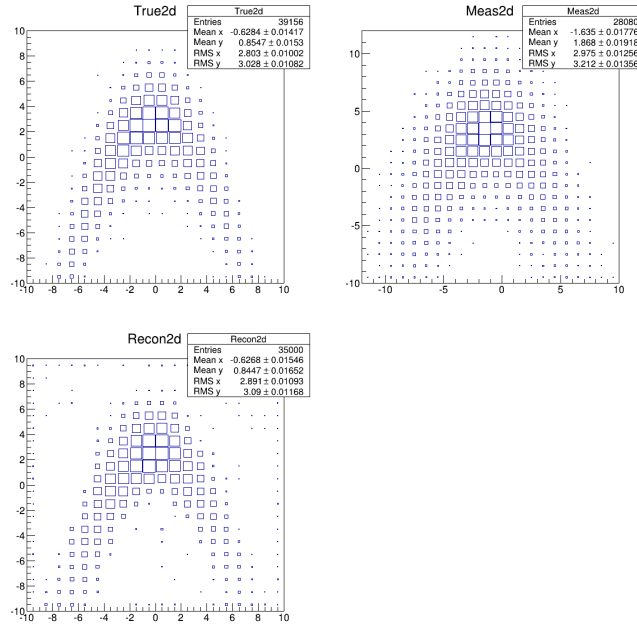 True2d
True2d
Entries 39156
Mean x -0.6284 ± 0.01417
Mean y 0.8547 ± 0.0153
RMS x 2.803 ± 0.01002
RMS y 3.028 ± 0.01082
10
8
6
4
2
0
-2
-4
-6
-8
-10
-10 -8 -6 -4 -2 0 2 4 6 8 10
Meas2d
Meas2d
Entries 28080
Mean x -1.635 ± 0.01776
Mean y 1.868 ± 0.01918
RMS x 2.975 ± 0.01256
RMS y 3.212 ± 0.01356
10
5
0
-5
-10
-10 -5 0 5 10
Recon2d
Recon2d
Entries 35000
Mean x -0.6268 ± 0.01546
Mean y 0.8447 ± 0.01652
RMS x 2.891 ± 0.01093
RMS y 3.09 ± 0.01168
10
8
6
4
2
0
-2
-4
-6
-8
-10
-10 -8 -6 -4 -2 0 2 4 6 8 10